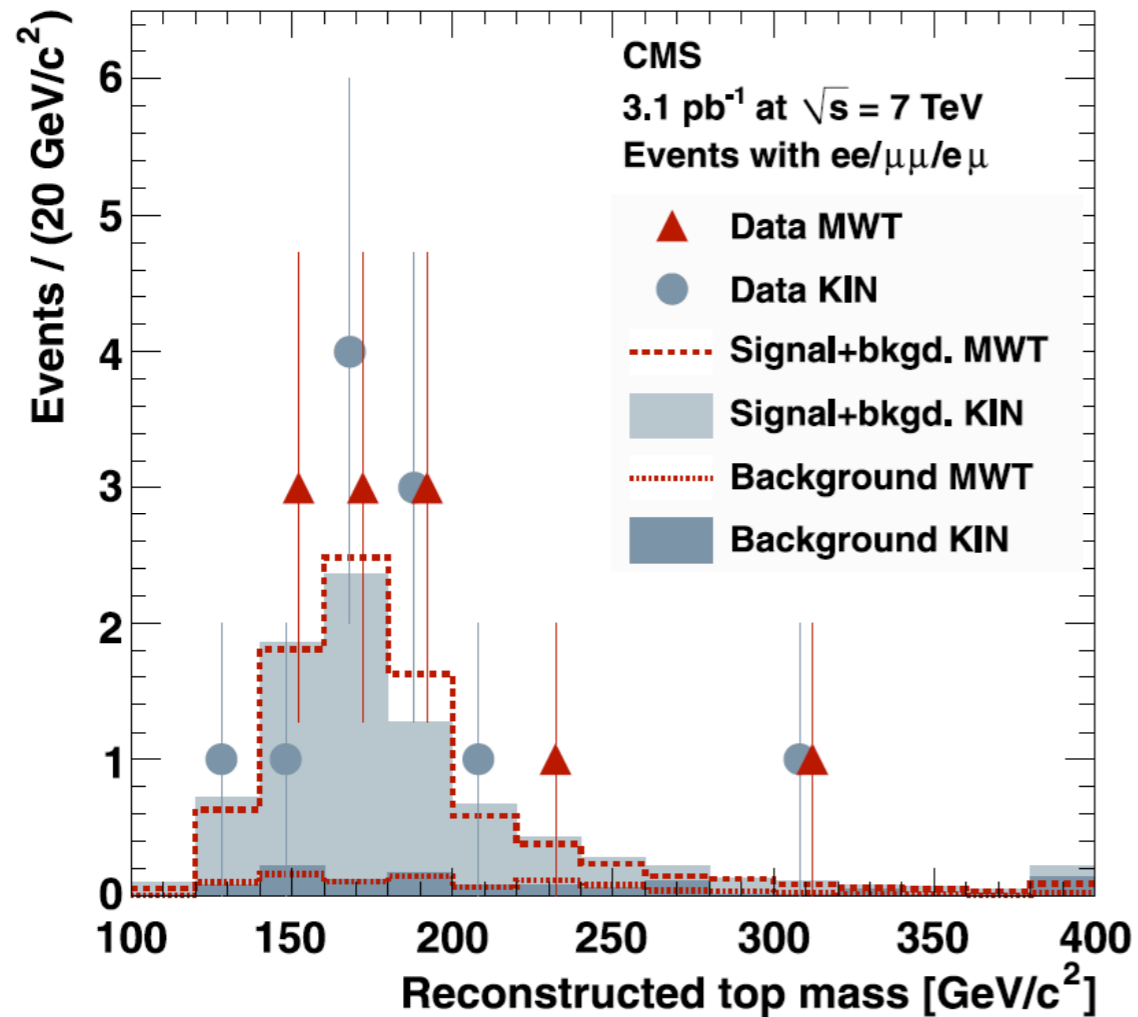 Events / (20 GeV/c²)
6
5
4
3
2
1
0
CMS
3.1 pb⁻¹ at √s = 7 TeV
Events with ee/μμ/e μ
Data MWT
Data KIN
Signal+bkgd. MWT
Signal+bkgd. KIN
Background MWT
Background KIN
100 150 200 250 300 350 400
Reconstructed top mass [GeV/c²]